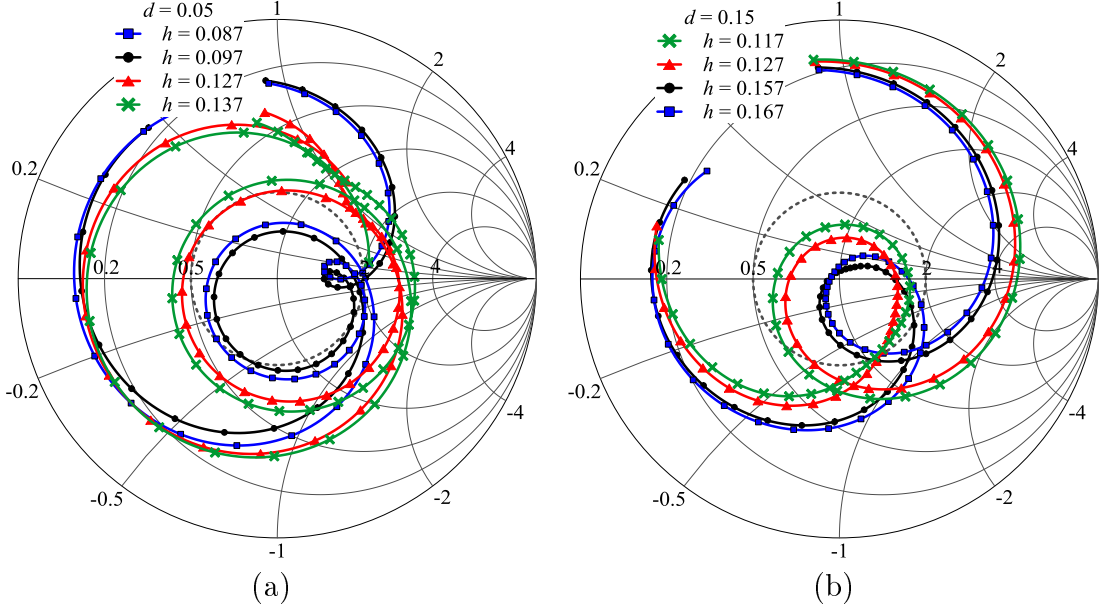 d = 0.05
h = 0.087
h = 0.097
h = 0.127
h = 0.137
1
2
4
0.2
0.2
0.5
4
-0.2
-4
-0.5
-2
-1
(a)
d = 0.15
h = 0.117
h = 0.127
h = 0.157
h = 0.167
1
2
4
0.2
0.2
0.5
2
4
-0.2
-4
-0.5
-2
-1
(b)